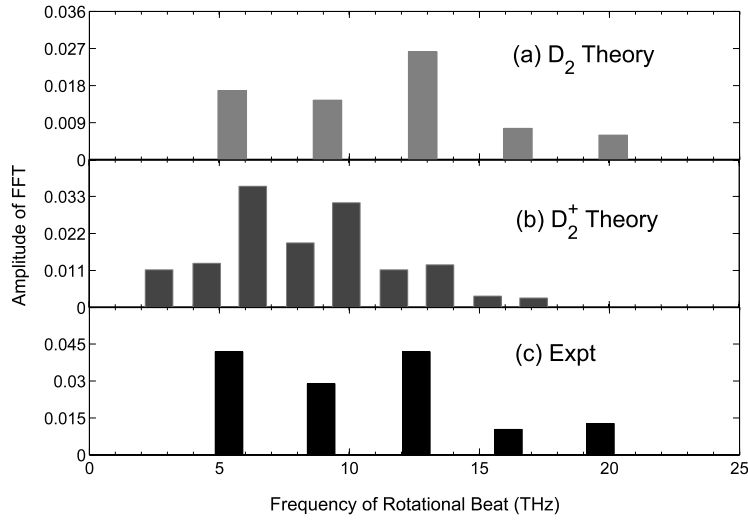 0.036
0.027
0.018
0.009
0
(a) D2 Theory
0.033
0.022
0.011
0
(b) D2+ Theory
0.045
0.03
0.015
0
(c) Expt
Amplitude of FFT
0 5 10 15 20 25
Frequency of Rotational Beat (THz)